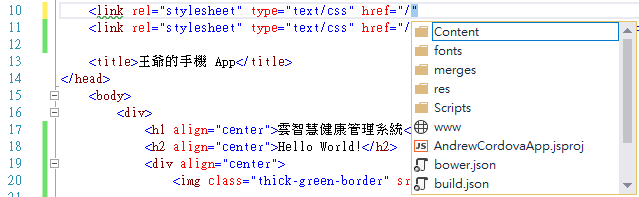 10 <link rel="stylesheet" type="text/css" href="/"
11 <link rel="stylesheet" type="text/css" href="/
12
13 <title>王爺的手機 App</title>
14 </head>
15 <body>
16 <div>
17 <h1 align="center">雲智慧健康管理系統<
18 <h2 align="center">Hello World!</h2>
19 <div align="center">
20 <img class="thick-green-border" sr
Content
fonts
merges
res
Scripts
www
AndrewCordovaApp.jsproj
bower.json
build.json